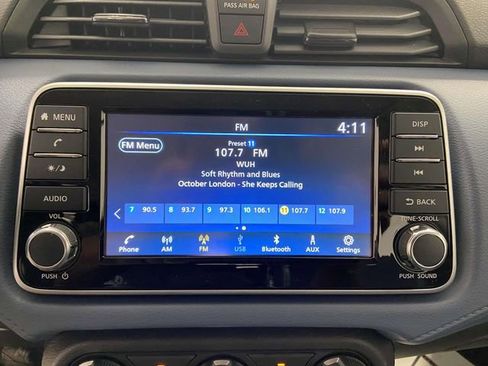 PASS AIR BAG
MENU
AUDIO
VOL
PUSH
FM
4:11
FM Menu
Preset 11
107.7 FM
WUH
Soft Rhythm and Blues
October London - She Keeps Calling
7 90.5 8 93.7 9 97.3 10 106.1 11 107.7 12 107.9
Phone AM FM USB Bluetooth AUX Settings
DISP
BACK
TUNE-SCROLL
PUSH SOUND